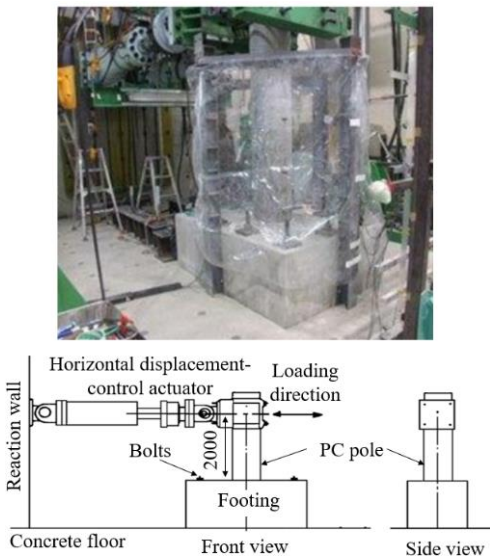 Horizontal displacement-
control actuator
Loading
direction
Reaction wall
Bolts
2000
PC pole
Footing
Concrete floor
Front view
Side view